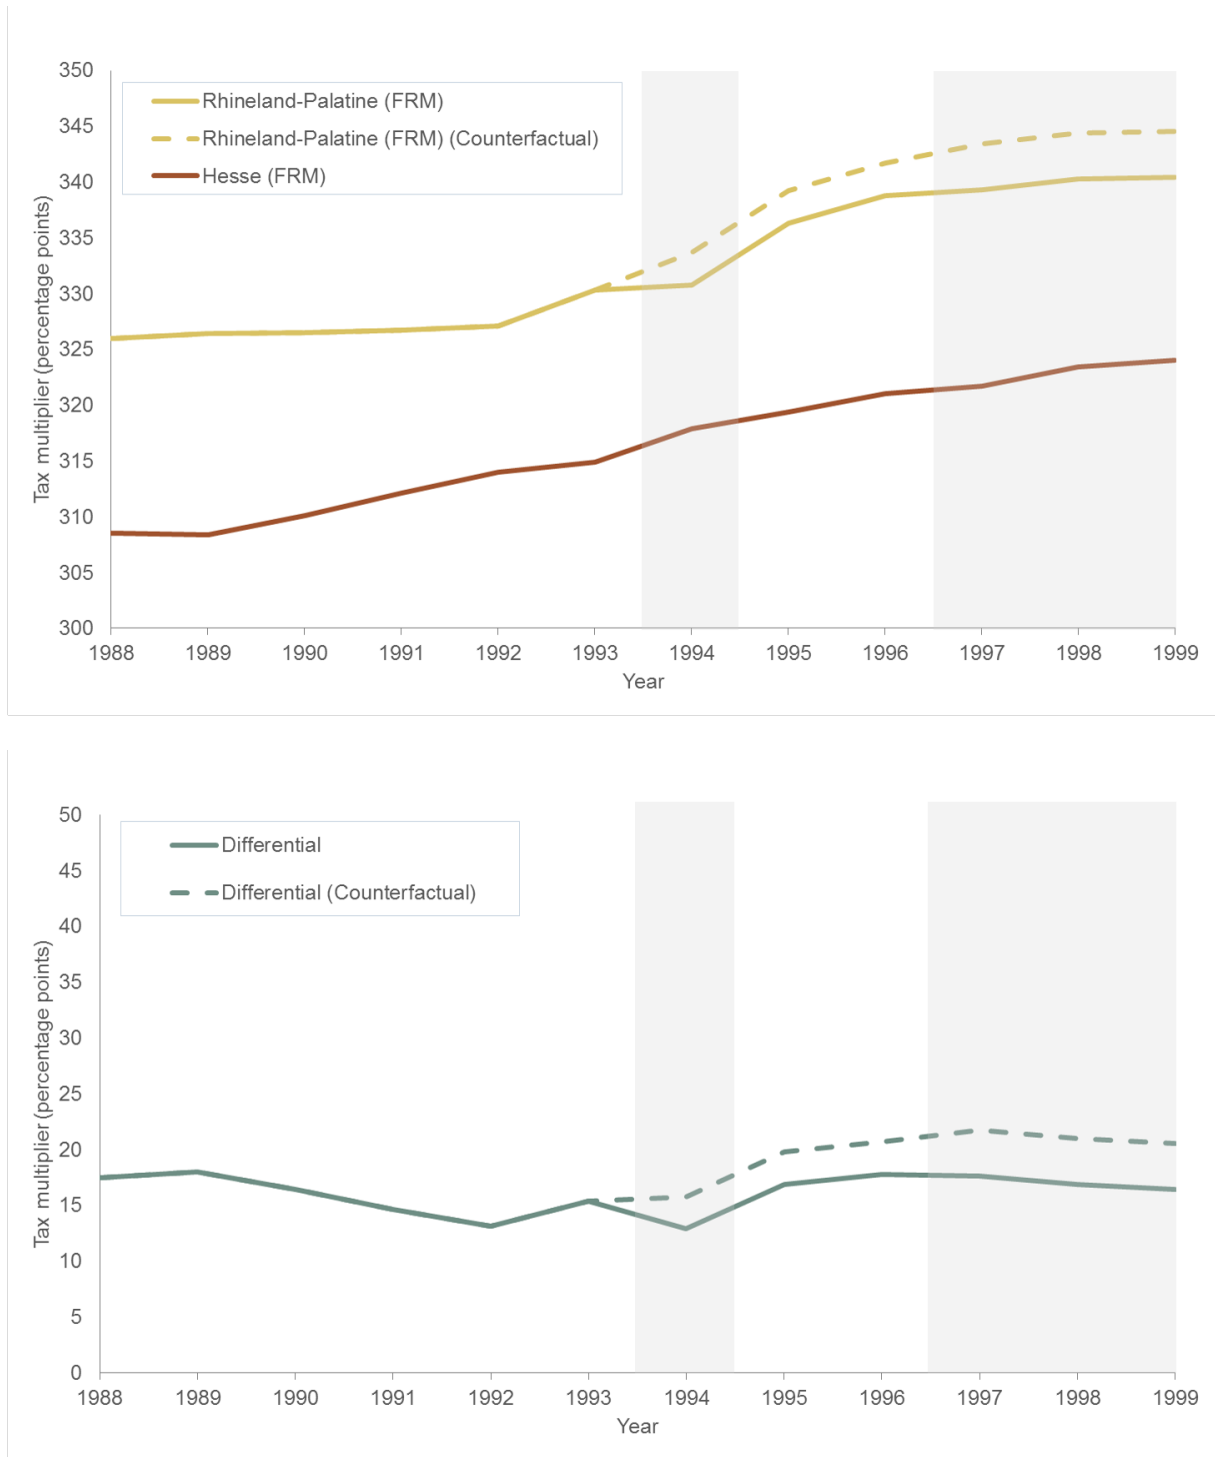 350
345
340
335
330
325
320
315
310
305
300
Tax multiplier (percentage points)
Rhineland-Palatine (FRM)
Rhineland-Palatine (FRM) (Counterfactual)
Hesse (FRM)
1988 1989 1990 1991 1992 1993 1994 1995 1996 1997 1998 1999
Year
50
45
40
35
30
25
20
15
10
5
0
Tax multiplier (percentage points)
Differential
Differential (Counterfactual)
1988 1989 1990 1991 1992 1993 1994 1995 1996 1997 1998 1999
Year